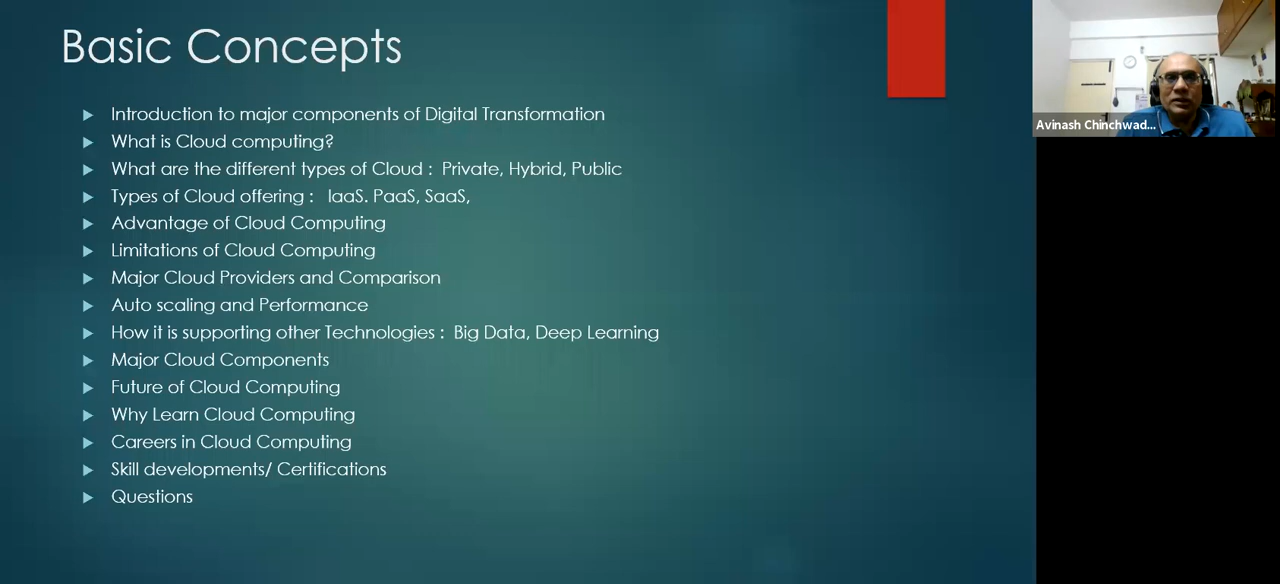 Basic Concepts
Introduction to major components of Digital Transformation
What is Cloud computing?
What are the different types of Cloud : Private, Hybrid, Public
Types of Cloud offering : IaaS. PaaS, SaaS,
Advantage of Cloud Computing
Limitations of Cloud Computing
Major Cloud Providers and Comparison
Auto scaling and Performance
How it is supporting other Technologies : Big Data, Deep Learning
Major Cloud Components
Future of Cloud Computing
Why Learn Cloud Computing
Careers in Cloud Computing
Skill developments/ Certifications
Questions
Avinash Chinchwad...